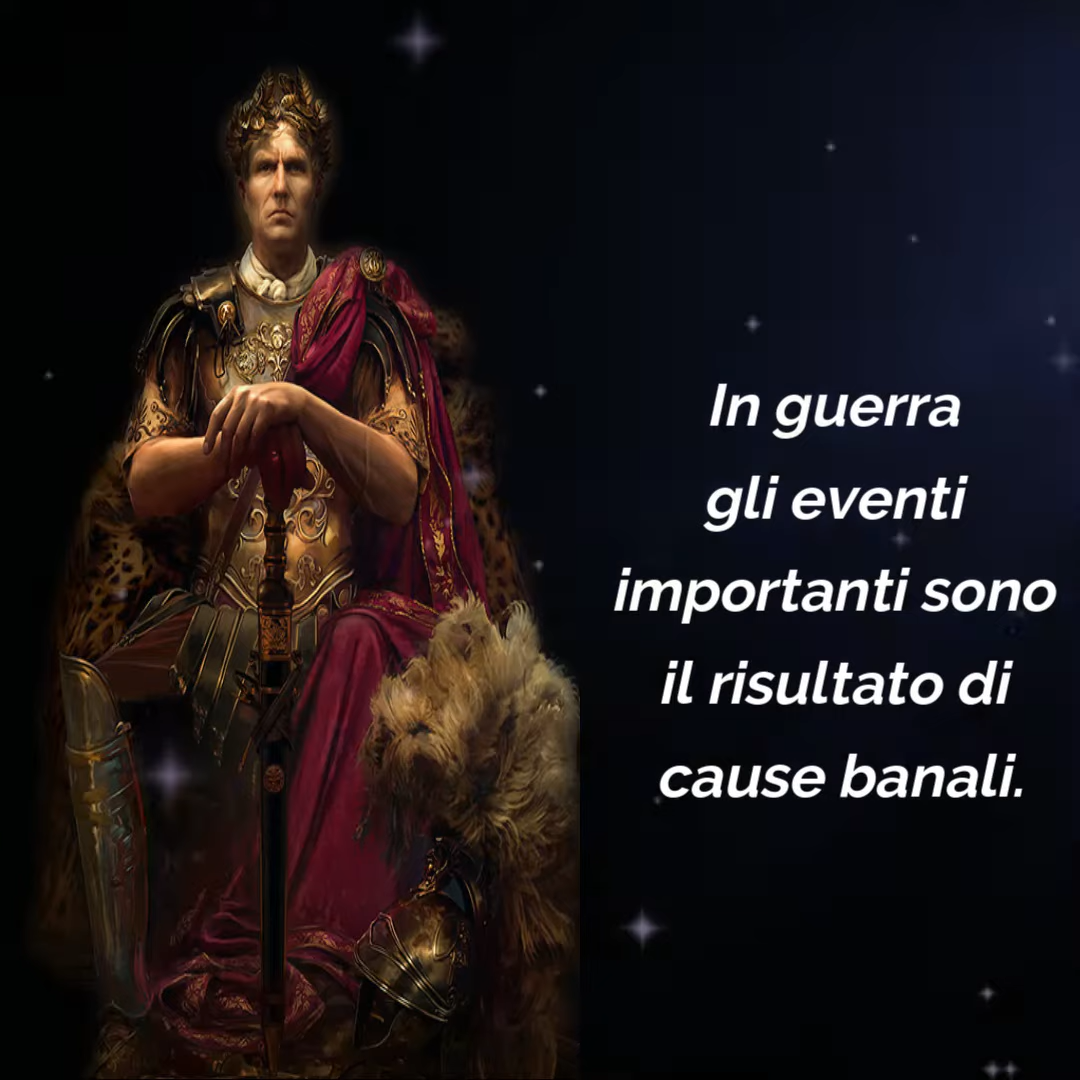 In guerra
gli eventi
importanti sono
il risultato di
cause banali.